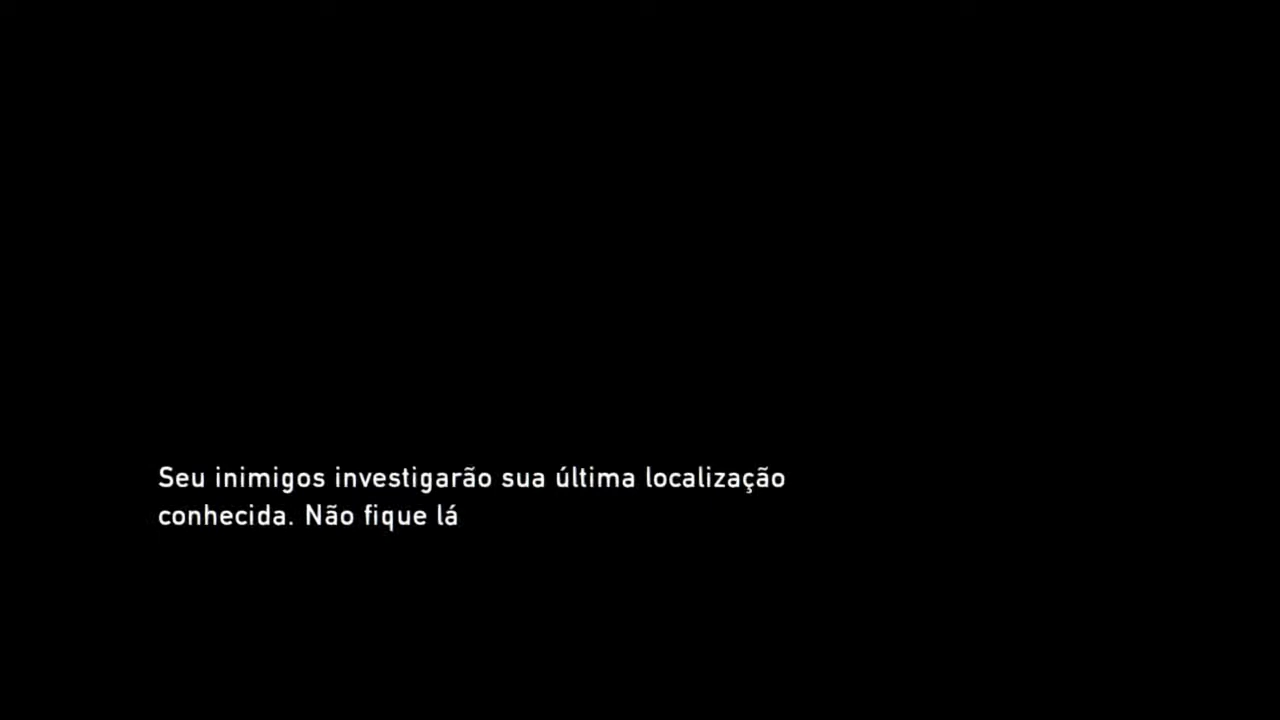 Seu inimigos investigarão sua última localização
conhecida. Não fique lá